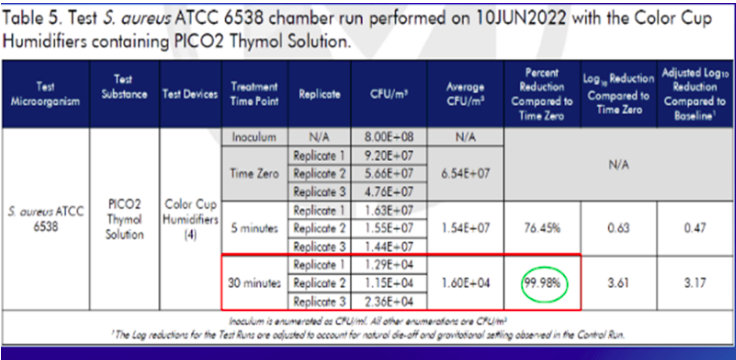 Table 5. Test S. aureus ATCC 6538 chamber run performed on 10JUN2022 with the Color Cup
Humidifiers containing PICO2 Thymol Solution.
Test Microorganism | Test Substance | Test Devices | Treatment Time Point | Replicate | CFU/m³ | Average CFU/m³ | Percent Reduction Compared to Time Zero | Log₁₀ Reduction Compared to Time Zero | Adjusted Log₁₀ Reduction Compared to Baseline¹
S. aureus ATCC 6538 | PICO2 Thymol Solution | Color Cup Humidifiers (4)
Inoculum | N/A | 8.00E+08 | N/A
Time Zero | Replicate 1 | 9.20E+07 | 6.54E+07 | N/A
Replicate 2 | 5.66E+07
Replicate 3 | 4.76E+07
5 minutes | Replicate 1 | 1.63E+07 | 1.54E+07 | 76.45% | 0.63 | 0.47
Replicate 2 | 1.55E+07
Replicate 3 | 1.44E+07
30 minutes | Replicate 1 | 1.29E+04 | 1.60E+04 | 99.98% | 3.61 | 3.17
Replicate 2 | 1.15E+04
Replicate 3 | 2.36E+04
Inoculum is enumerated as CFU/ml. All other enumerations are CFU/m³
¹The Log reductions for the Test Runs are adjusted to account for natural die-off and gravitational settling observed in the Control Run.